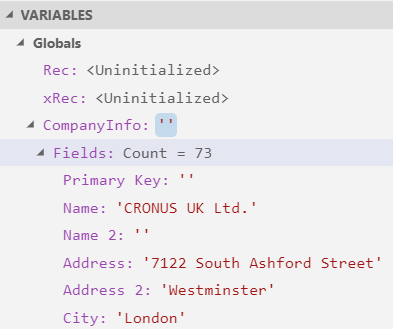 VARIABLES
Globals
Rec: <Uninitialized>
xRec: <Uninitialized>
CompanyInfo: ''
Fields: Count = 73
Primary Key: ''
Name: 'CRONUS UK Ltd.'
Name 2: ''
Address: '7122 South Ashford Street'
Address 2: 'Westminster'
City: 'London'